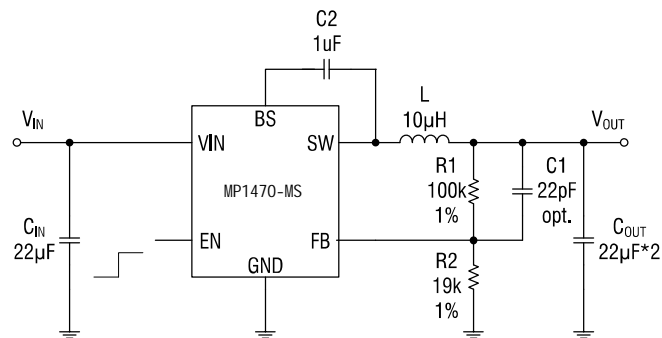 C2
1uF
L
10µH
VIN
BS
VOUT
VIN
SW
MP1470-MS
R1
100k
1%
C1
22pF
opt.
CIN
22µF
EN
FB
GND
R2
19k
1%
COUT
22µF*2